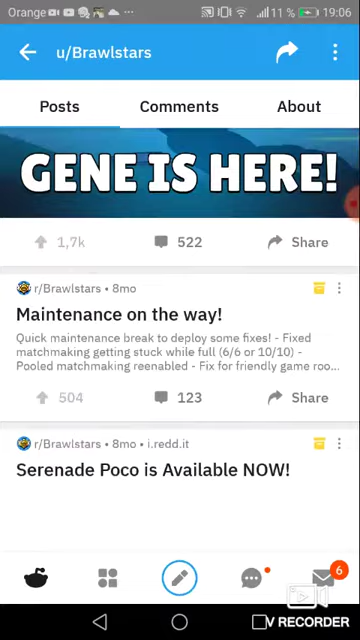 Orange 11 % 19:06
u/Brawlstars
Posts Comments About
GENE IS HERE!
1,7k 522 Share
r/Brawlstars • 8mo
Maintenance on the way!
Quick maintenance break to deploy some fixes! - Fixed
matchmaking getting stuck while full (6/6 or 10/10) -
Pooled matchmaking reenabled - Fix for friendly game roo...
504 123 Share
r/Brawlstars • 8mo • i.redd.it
Serenade Poco is Available NOW!
6
V RECORDER